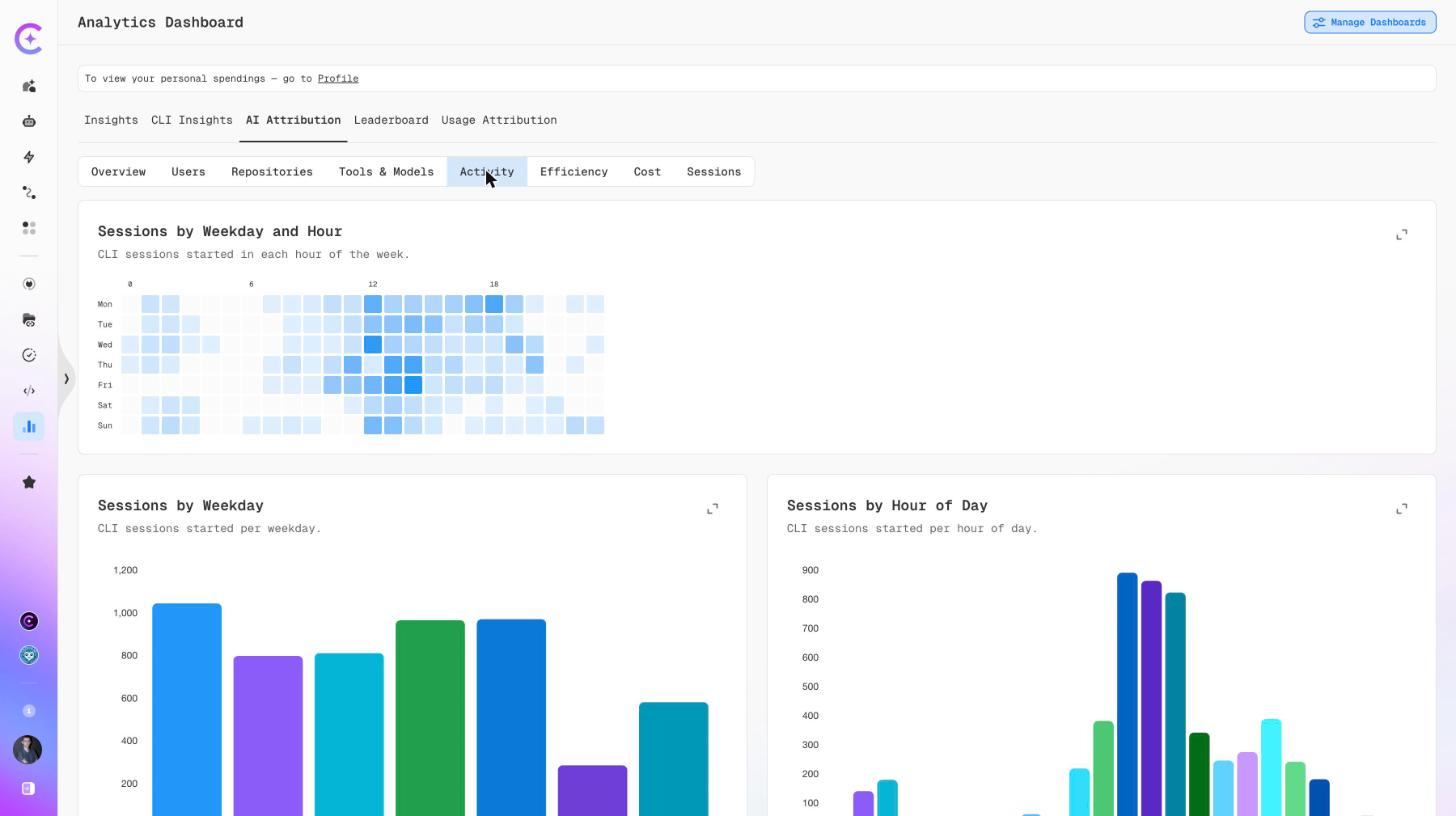 Analytics Dashboard
Manage Dashboards
To view your personal spendings — go to Profile
Insights CLI Insights AI Attribution Leaderboard Usage Attribution
Overview Users Repositories Tools & Models Activity Efficiency Cost Sessions
Sessions by Weekday and Hour
CLI sessions started in each hour of the week.
0 6 12 18
Mon
Tue
Wed
Thu
Fri
Sat
Sun
Sessions by Weekday
CLI sessions started per weekday.
1,200
1,000
800
600
400
200
Sessions by Hour of Day
CLI sessions started per hour of day.
900
800
700
600
500
400
300
200
100
1